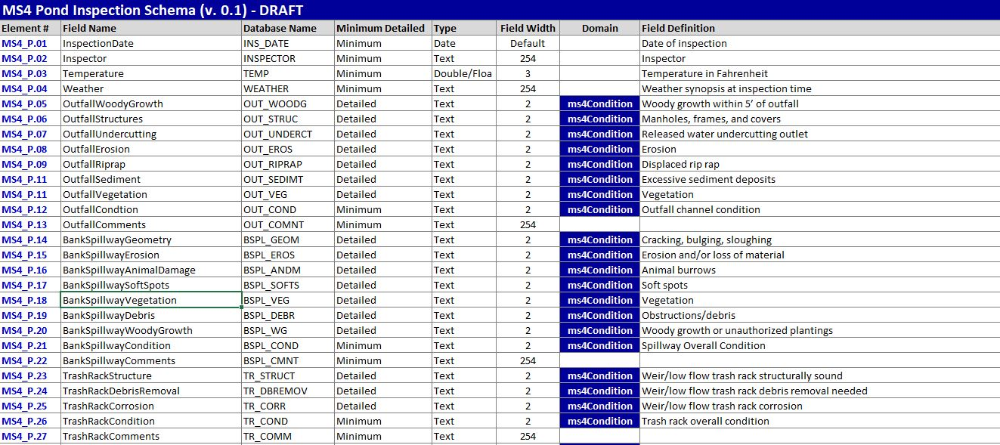 MS4 Pond Inspection Schema (v. 0.1) - DRAFT
Element # Field Name Database Name Minimum Detailed Type Field Width Domain Field Definition
MS4_P.01 InspectionDate INS_DATE Minimum Date Default Date of inspection
MS4_P.02 Inspector INSPECTOR Minimum Text 254 Inspector
MS4_P.03 Temperature TEMP Minimum Double/Floa 3 Temperature in Fahrenheit
MS4_P.04 Weather WEATHER Minimum Text 254 Weather synopsis at inspection time
MS4_P.05 OutfallWoodyGrowth OUT_WOODG Detailed Text 2 ms4Condition Woody growth within 5’ of outfall
MS4_P.06 OutfallStructures OUT_STRUC Detailed Text 2 ms4Condition Manholes, frames, and covers
MS4_P.07 OutfallUndercutting OUT_UNDERCT Detailed Text 2 ms4Condition Released water undercutting outlet
MS4_P.08 OutfallErosion OUT_EROS Detailed Text 2 ms4Condition Erosion
MS4_P.09 OutfallRiprap OUT_RIPRAP Detailed Text 2 ms4Condition Displaced rip rap
MS4_P.11 OutfallSediment OUT_SEDIMT Detailed Text 2 ms4Condition Excessive sediment deposits
MS4_P.11 OutfallVegetation OUT_VEG Detailed Text 2 ms4Condition Vegetation
MS4_P.12 OutfallCondtion OUT_COND Minimum Text 2 ms4Condition Outfall channel condition
MS4_P.13 OutfallComments OUT_COMNT Minimum Text 254
MS4_P.14 BankSpillwayGeometry BSPL_GEOM Detailed Text 2 ms4Condition Cracking, bulging, sloughing
MS4_P.15 BankSpillwayErosion BSPL_EROS Detailed Text 2 ms4Condition Erosion and/or loss of material
MS4_P.16 BankSpillwayAnimalDamage BSPL_ANDM Detailed Text 2 ms4Condition Animal burrows
MS4_P.17 BankSpillwaySoftSpots BSPL_SOFTS Detailed Text 2 ms4Condition Soft spots
MS4_P.18 BankSpillwayVegetation BSPL_VEG Detailed Text 2 ms4Condition Vegetation
MS4_P.19 BankSpillwayDebris BSPL_DEBR Detailed Text 2 ms4Condition Obstructions/debris
MS4_P.20 BankSpillwayWoodyGrowth BSPL_WG Detailed Text 2 ms4Condition Woody growth or unauthorized plantings
MS4_P.21 BankSpillwayCondition BSPL_COND Minimum Text 2 ms4Condition Spillway Overall Condition
MS4_P.22 BankSpillwayComments BSPL_CMNT Minimum Text 254
MS4_P.23 TrashRackStructure TR_STRUCT Detailed Text 2 ms4Condition Weir/low flow trash rack structurally sound
MS4_P.24 TrashRackDebrisRemoval TR_DBREMOV Detailed Text 2 ms4Condition Weir/low flow trash rack debris removal needed
MS4_P.25 TrashRackCorrosion TR_CORR Detailed Text 2 ms4Condition Weir/low flow trash rack corrosion
MS4_P.26 TrashRackCondition TR_COND Minimum Text 2 ms4Condition Trash rack overall condition
MS4_P.27 TrashRackComments TR_COMM Minimum Text 254